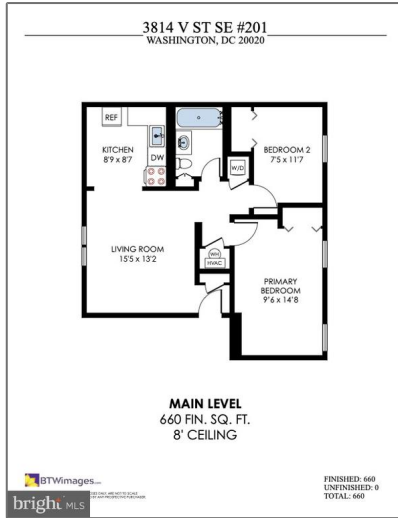 3814 V ST SE #201
WASHINGTON, DC 20020
REF
KITCHEN
8'9 x 8'7
DW
BEDROOM 2
7'5 x 11'7
W/D
LIVING ROOM
15'5 x 13'2
WH
HVAC
PRIMARY
BEDROOM
9'6 x 14'8
MAIN LEVEL
660 FIN. SQ. FT.
8' CEILING
BTWimages.com
FINISHED: 660
UNFINISHED: 0
TOTAL: 660
bright MLS